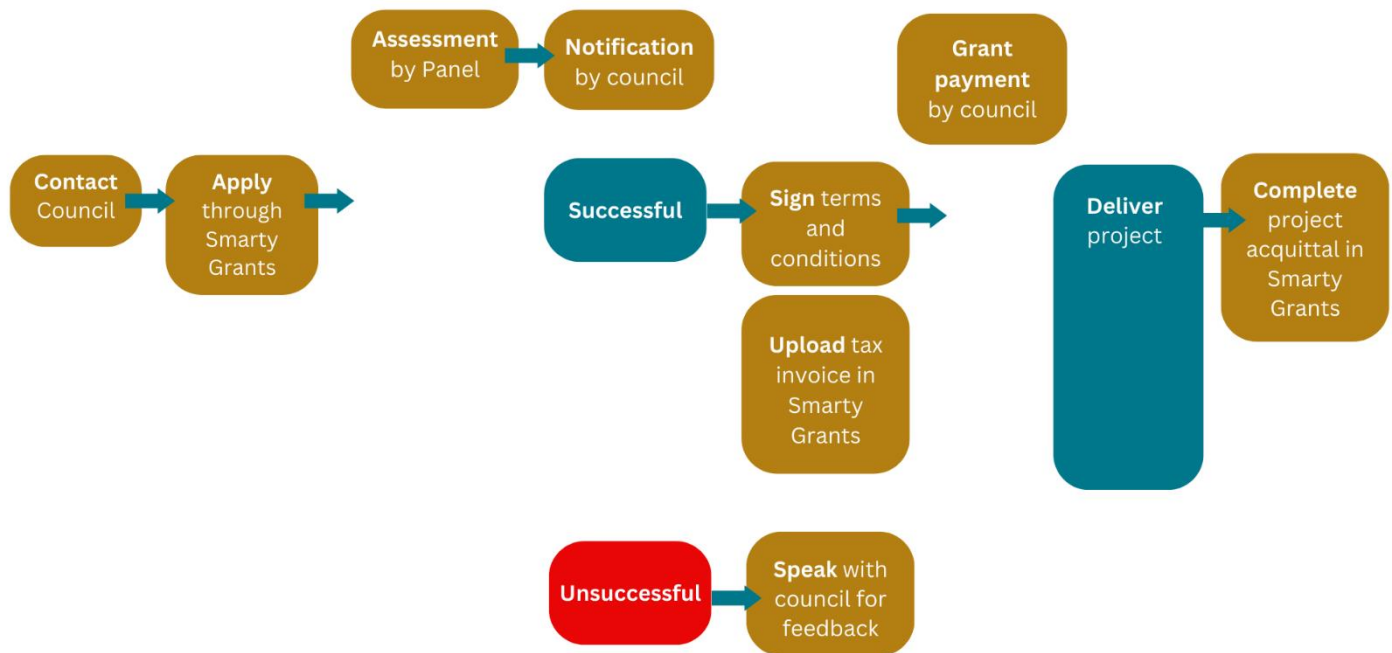 Assessment
by Panel
Notification
by council
Grant
payment
by council
Contact
Council
Apply
through
Smarty
Grants
Successful
Sign terms
and
conditions
Deliver
project
Complete
project
acquittal in
Smarty
Grants
Upload tax
invoice in
Smarty
Grants
Unsuccessful
Speak with
council for
feedback